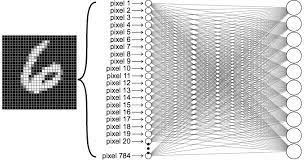 pixel 1
pixel 2
pixel 3
pixel 4
pixel 5
pixel 6
pixel 7
pixel 8
pixel 9
pixel 10
pixel 11
pixel 12
pixel 13
pixel 14
pixel 15
pixel 16
pixel 17
pixel 18
pixel 19
pixel 20
pixel 784
6